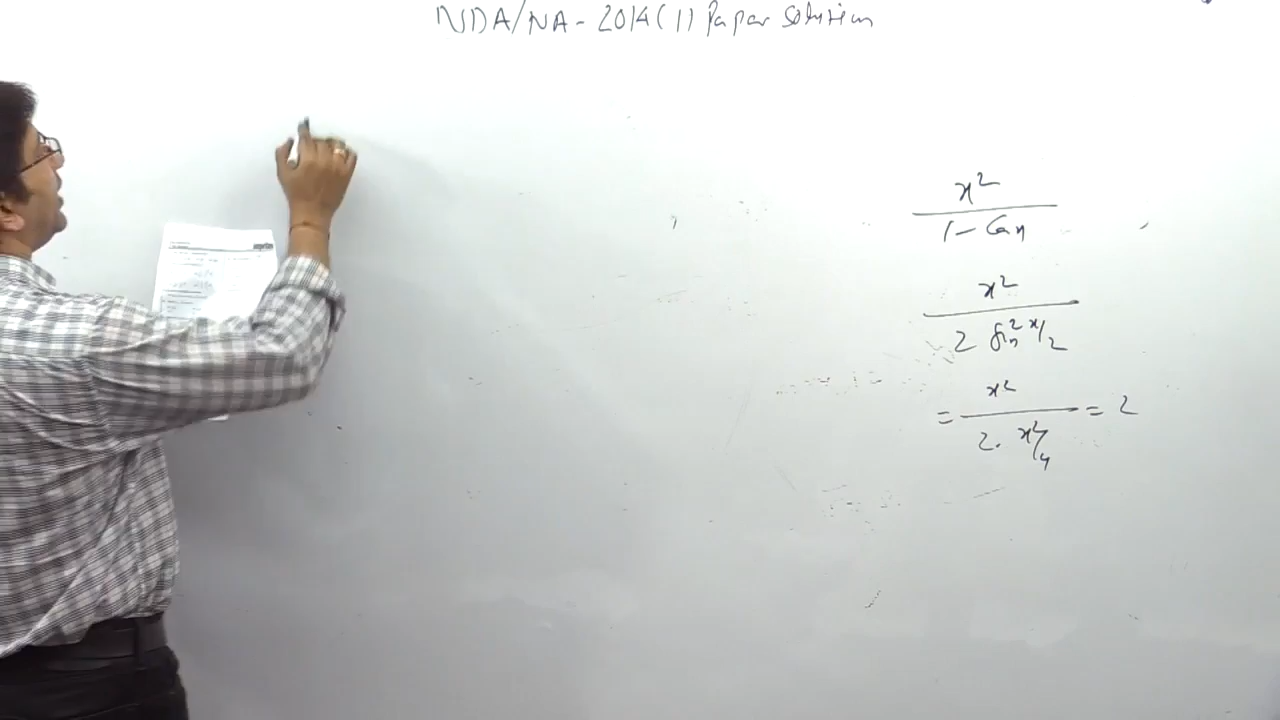 NDA/NA - 2014 (1) Paper Solution
x²
1 - Cos x
x²
2 Sin² x/2
= x² = 2
2 . x²/4